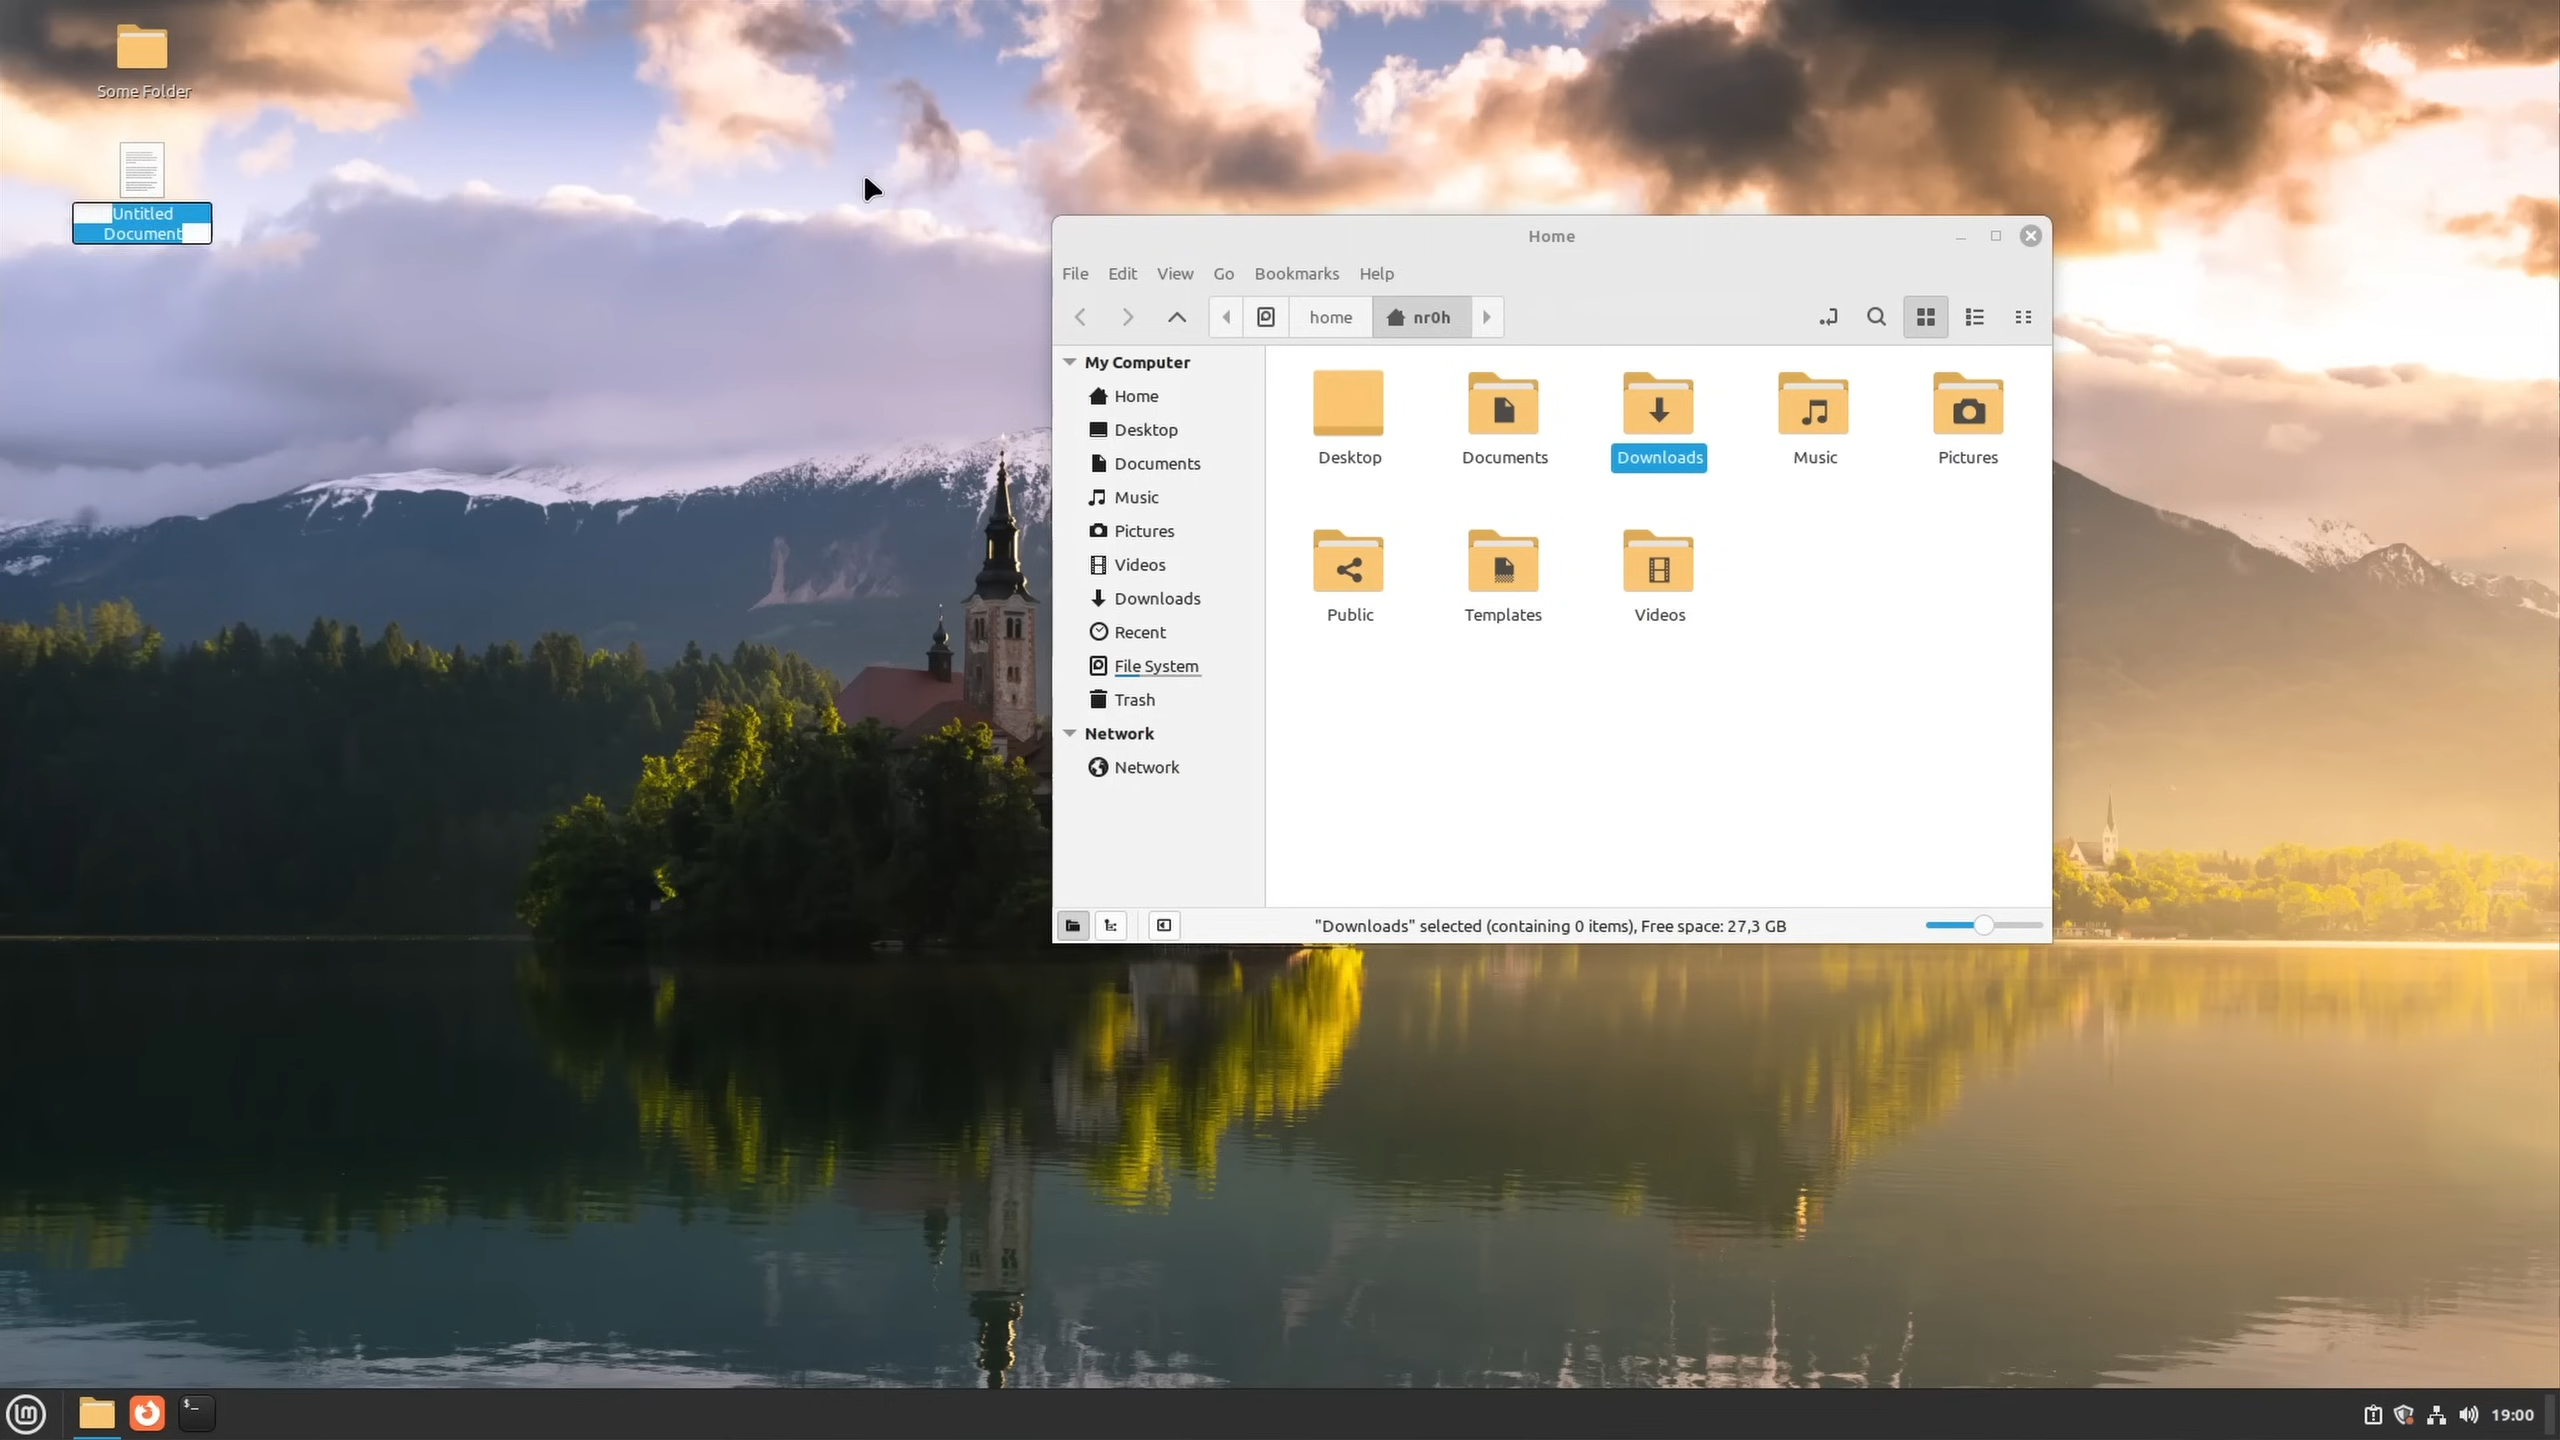 Some Folder
Untitled
Document
Home
File Edit View Go Bookmarks Help
home nr0h
My Computer
Home
Desktop
Documents
Music
Pictures
Videos
Downloads
Recent
File System
Trash
Network
Network
Desktop Documents Downloads Music Pictures
Public Templates Videos
"Downloads" selected (containing 0 items), Free space: 27,3 GB
$_
19:00